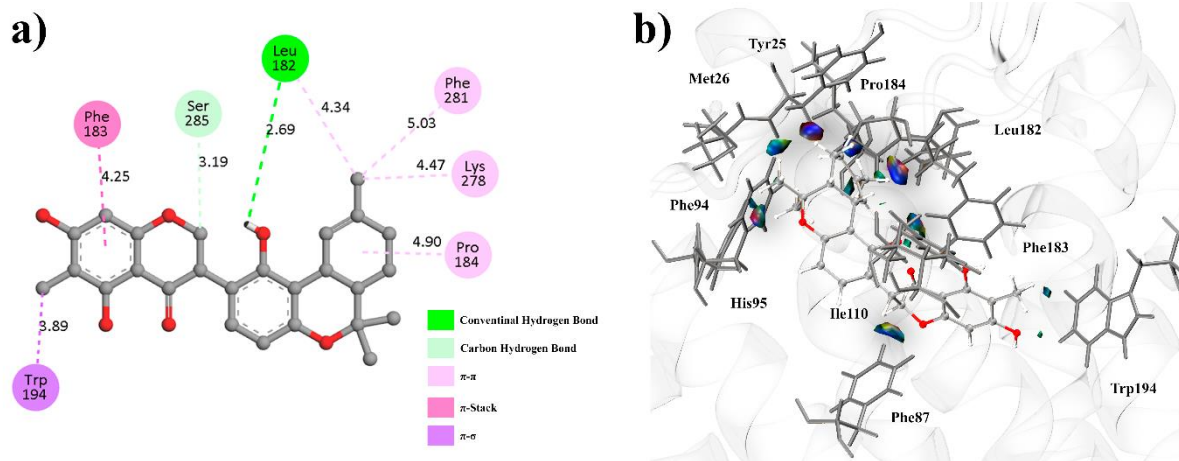 a)
Leu
182
Phe
183
Ser
285
Phe
281
Lys
278
Pro
184
Trp
194
4.25
3.19
2.69
4.34
5.03
4.47
4.90
3.89
Conventinal Hydrogen Bond
Carbon Hydrogen Bond
π-π
π-Stack
π-σ
b)
Tyr25
Met26
Pro184
Leu182
Phe94
Phe183
His95
Ile110
Trp194
Phe87